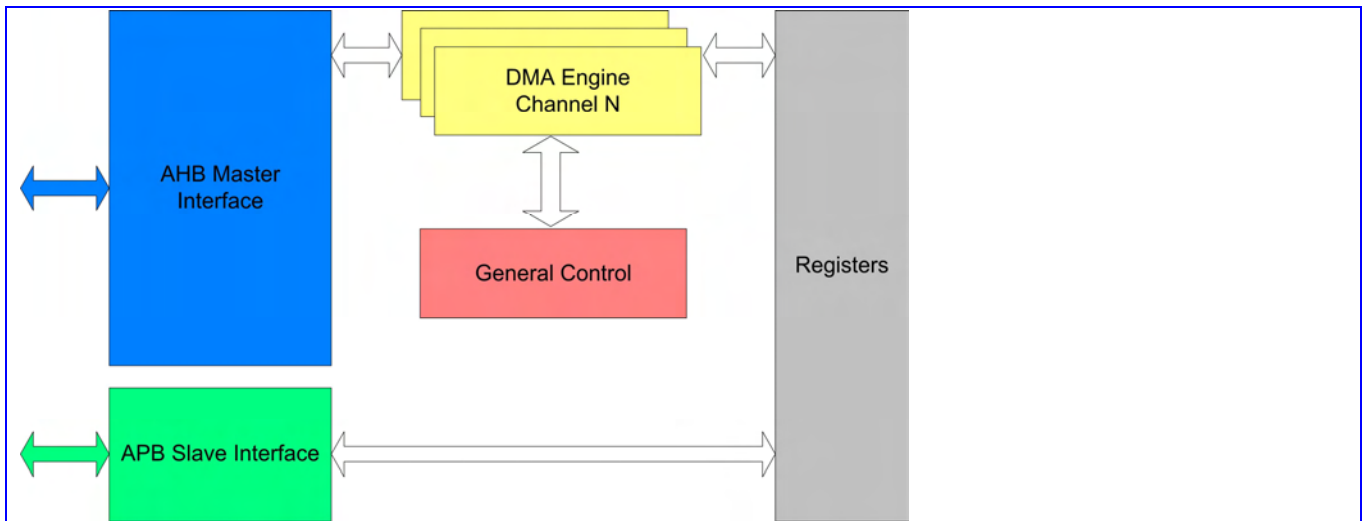 DMA Engine
Channel N
AHB Master
Interface
General Control
Registers
APB Slave Interface